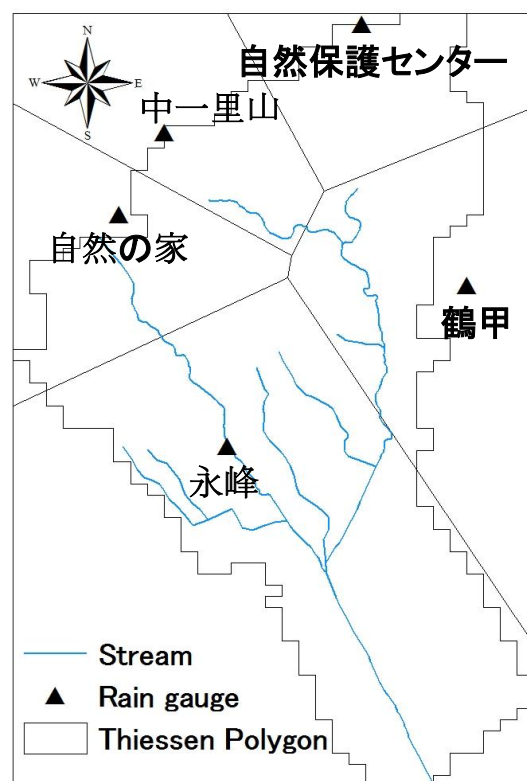 自然保護センター
N
W E
S
中一里山
自然の家
鶴甲
永峰
Stream
Rain gauge
Thiessen Polygon